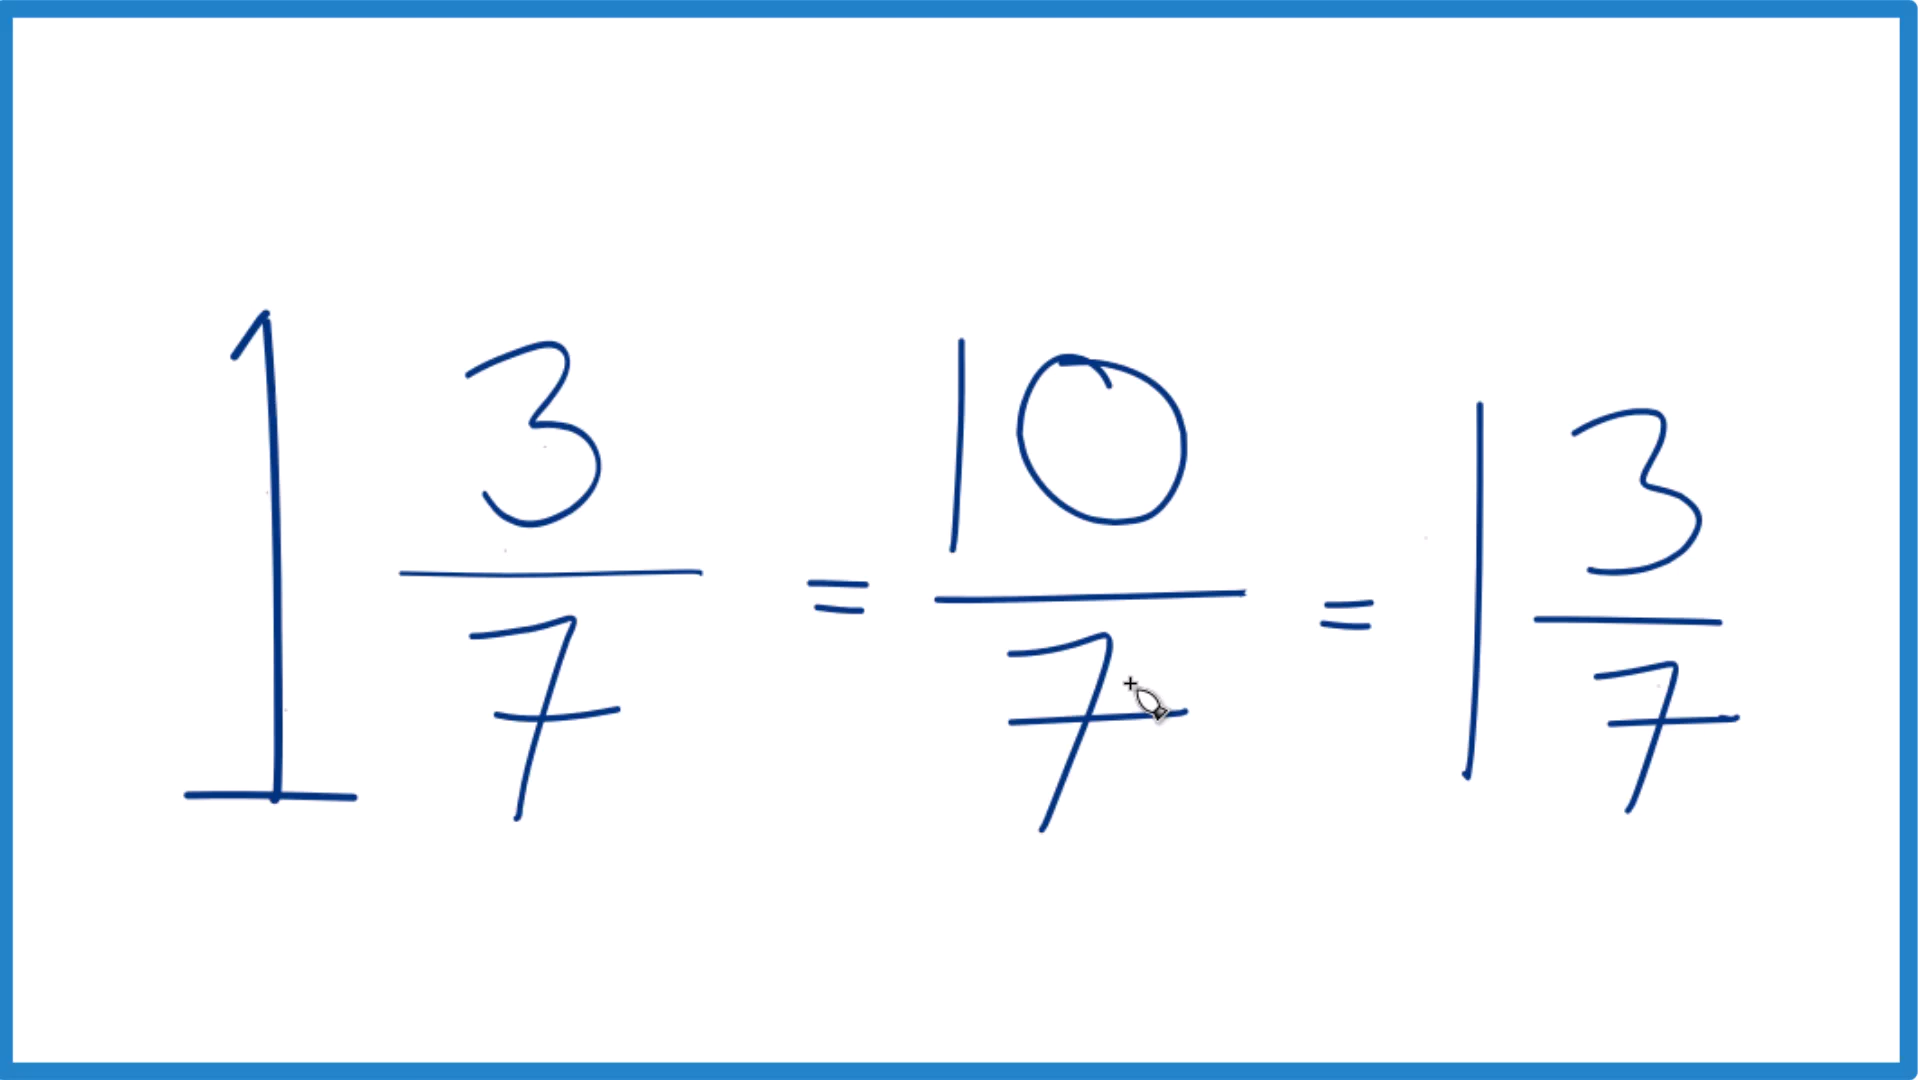 1 3/7 = 10/7 = 1 3/7